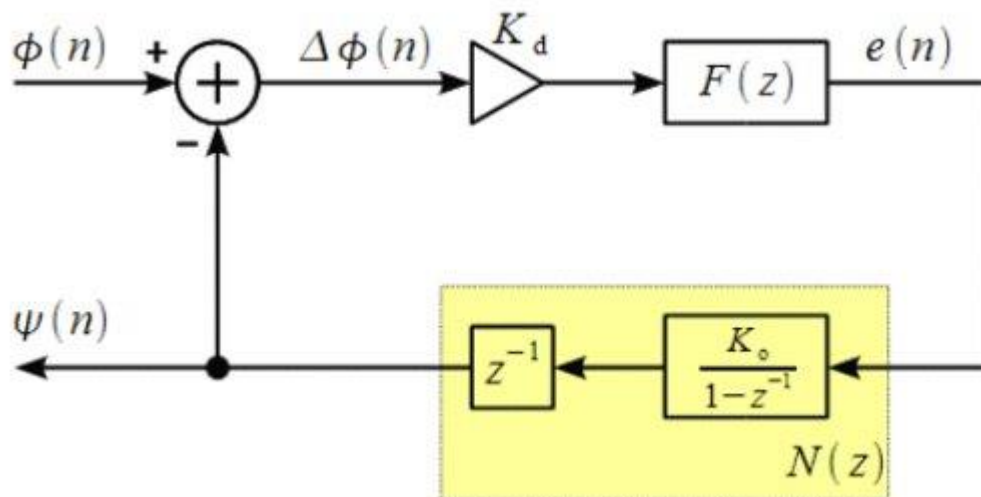 ϕ(n)
+
+
Δϕ(n)
K_d
F(z)
e(n)
-
ψ(n)
z^{-1}
K_o
1-z^{-1}
N(z)